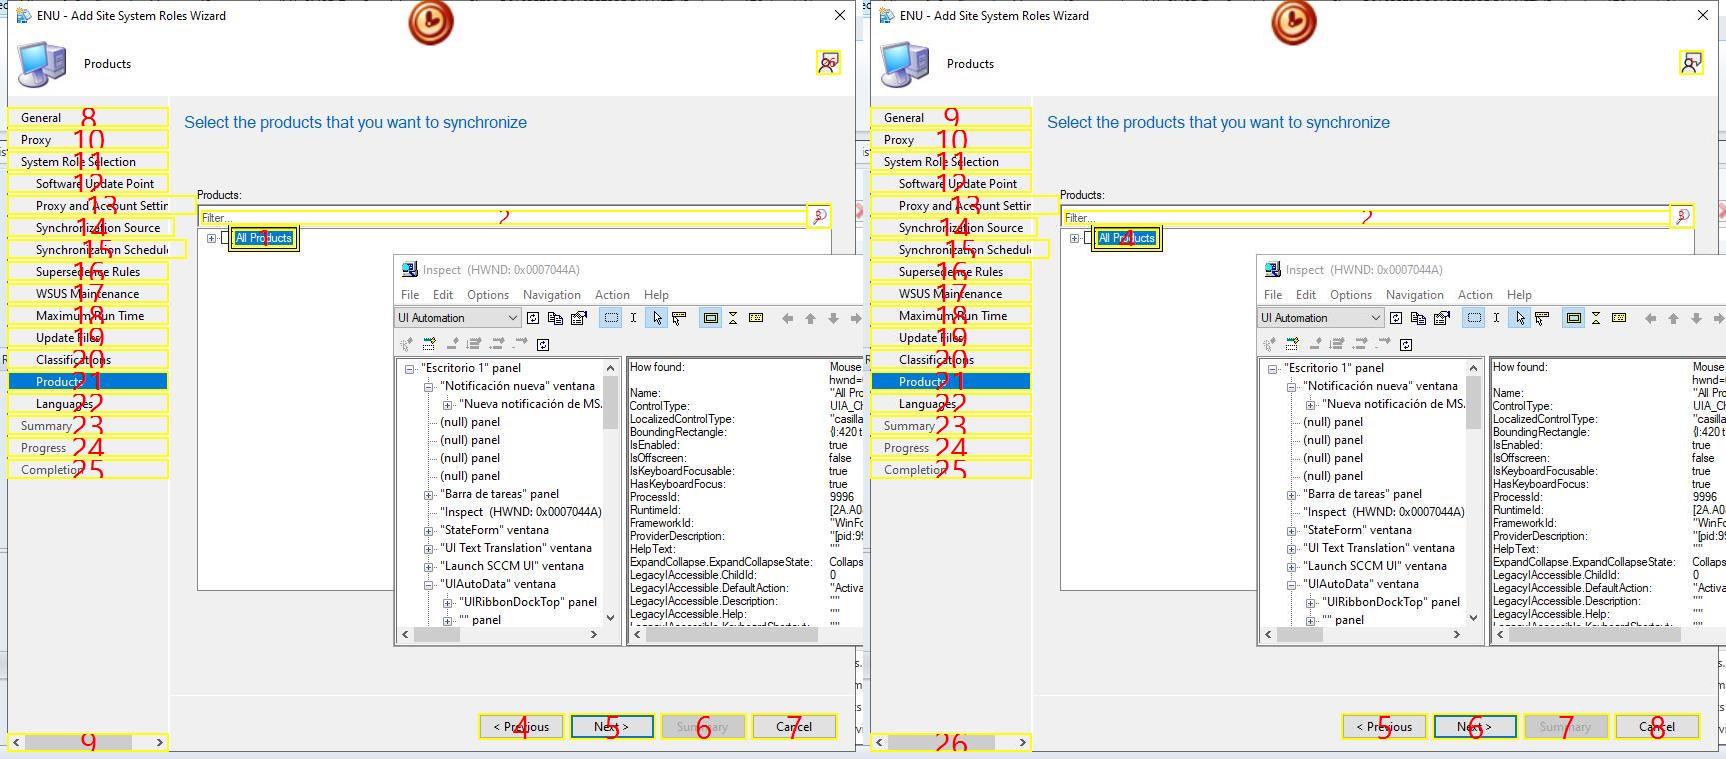 ENU - Add Site System Roles Wizard
Products
General 8
Proxy 10
System Role Selection 11
Software Update Point 12
Proxy and Account Settin 13
Synchronization Source 14
Synchronization Schedule 15
Supersedence Rules 16
WSUS Maintenance 17
Maximum Run Time 18
Update Files 19
Classifications 20
Products 21
Languages 22
Summary 23
Progress 24
Completion 25
9
Select the products that you want to synchronize
Products:
Filter... 2
3
All Products 1
Inspect (HWND: 0x0007044A)
File Edit Options Navigation Action Help
UI Automation
"Escritorio 1" panel
"Notificación nueva" ventana
"Nueva notificación de MS.
(null) panel
(null) panel
(null) panel
(null) panel
"Barra de tareas" panel
"Inspect (HWND: 0x0007044A)
"StateForm" ventana
"UI Text Translation" ventana
"Launch SCCM UI" ventana
"UIAutoData" ventana
"UIRibbonDockTop" panel
"" panel
How found: Mouse
hwnd=
Name: "All Pro
ControlType: UIA_C
LocalizedControlType: "casilla
BoundingRectangle: {l:420 t
IsEnabled: true
IsOffscreen: false
IsKeyboardFocusable: true
HasKeyboardFocus: true
ProcessId: 9996
RuntimeId: [2A.A0
FrameworkId: "WinFo
ProviderDescription: "[pid:99
HelpText: ""
ExpandCollapse.ExpandCollapseState: Collaps
LegacyIAccessible.ChildId: 0
LegacyIAccessible.DefaultAction: "Activa
LegacyIAccessible.Description: ""
LegacyIAccessible.Help: ""
LegacyIAccessible.KeyboardShortcut: ""
< Previous 4
Next > 5
Summary 6
Cancel 7
ENU - Add Site System Roles Wizard
Products
General 9
Proxy 10
System Role Selection 11
Software Update Point 12
Proxy and Account Settin 13
Synchronization Source 14
Synchronization Schedule 15
Supersedence Rules 16
WSUS Maintenance 17
Maximum Run Time 18
Update Files 19
Classifications 20
Products 21
Languages 22
Summary 23
Progress 24
Completion 25
26
Select the products that you want to synchronize
Products:
Filter... 2
3
All Products 4
Inspect (HWND: 0x0007044A)
File Edit Options Navigation Action Help
UI Automation
"Escritorio 1" panel
"Notificación nueva" ventana
"Nueva notificación de MS.
(null) panel
(null) panel
(null) panel
(null) panel
"Barra de tareas" panel
"Inspect (HWND: 0x0007044A)
"StateForm" ventana
"UI Text Translation" ventana
"Launch SCCM UI" ventana
"UIAutoData" ventana
"UIRibbonDockTop" panel
"" panel
How found: Mouse
hwnd=
Name: "All Pro
ControlType: UIA_C
LocalizedControlType: "casilla
BoundingRectangle: {l:420 t
IsEnabled: true
IsOffscreen: false
IsKeyboardFocusable: true
HasKeyboardFocus: true
ProcessId: 9996
RuntimeId: [2A.A0
FrameworkId: "WinFo
ProviderDescription: "[pid:99
HelpText: ""
ExpandCollapse.ExpandCollapseState: Collaps
LegacyIAccessible.ChildId: 0
LegacyIAccessible.DefaultAction: "Activa
LegacyIAccessible.Description: ""
LegacyIAccessible.Help: ""
LegacyIAccessible.KeyboardShortcut: ""
< Previous 5
Next > 6
Summary 7
Cancel 8